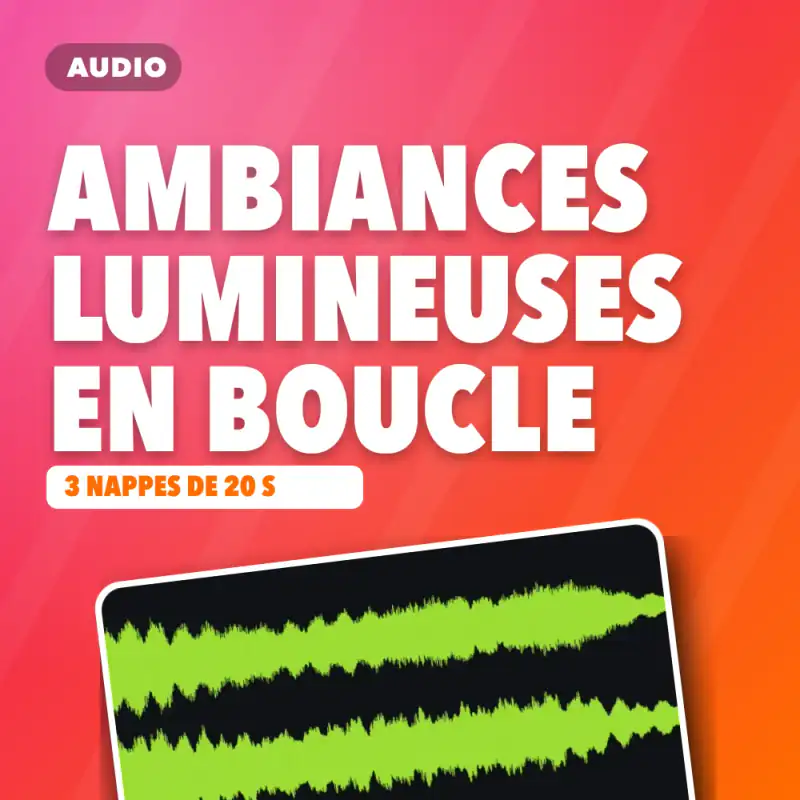 AUDIO
AMBIANCES
LUMINEUSES
EN BOUCLE
3 NAPPES DE 20 S